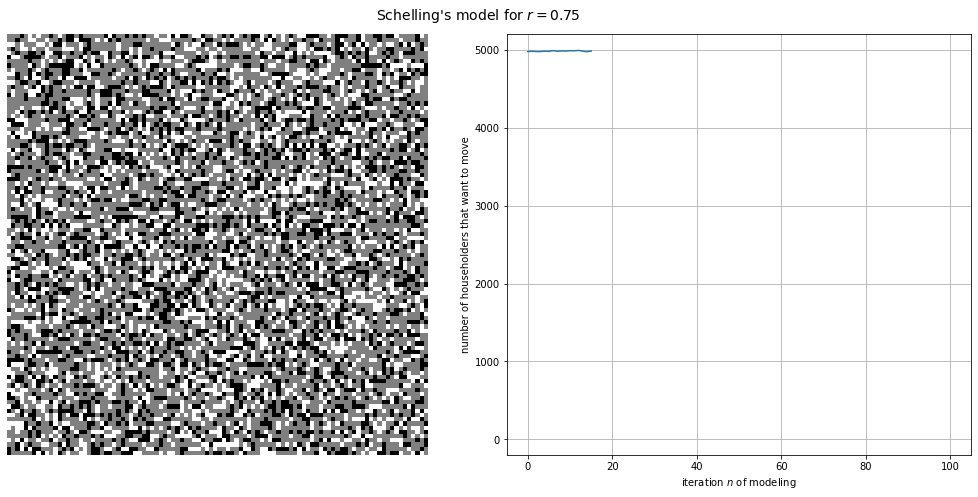 Schelling's model for r = 0.75
5000
4000
3000
2000
1000
0
number of householders that want to move
0 20 40 60 80 100
iteration n of modeling